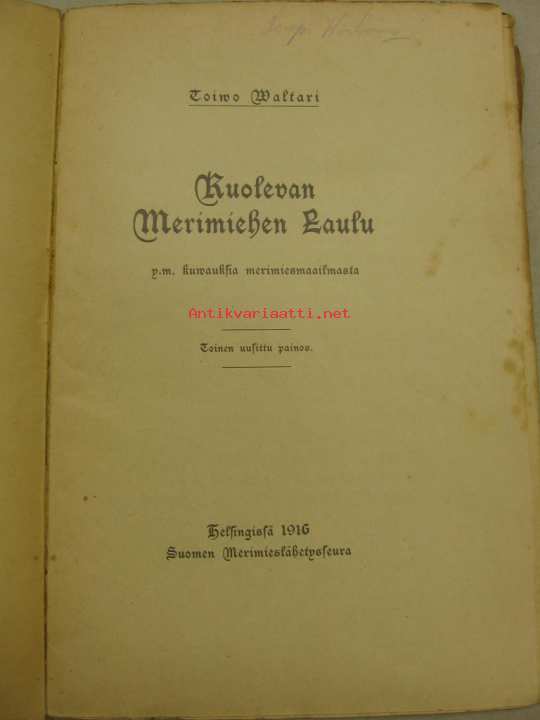 Toiwo Waltari
Kuolevan
Merimiehen Laulu
y.m. kuwauksia merimiesmaailmasta
Antikvariaatti.net
Toinen uusittu painos.
Helsingissä 1916
Suomen Merimieslähetysseura